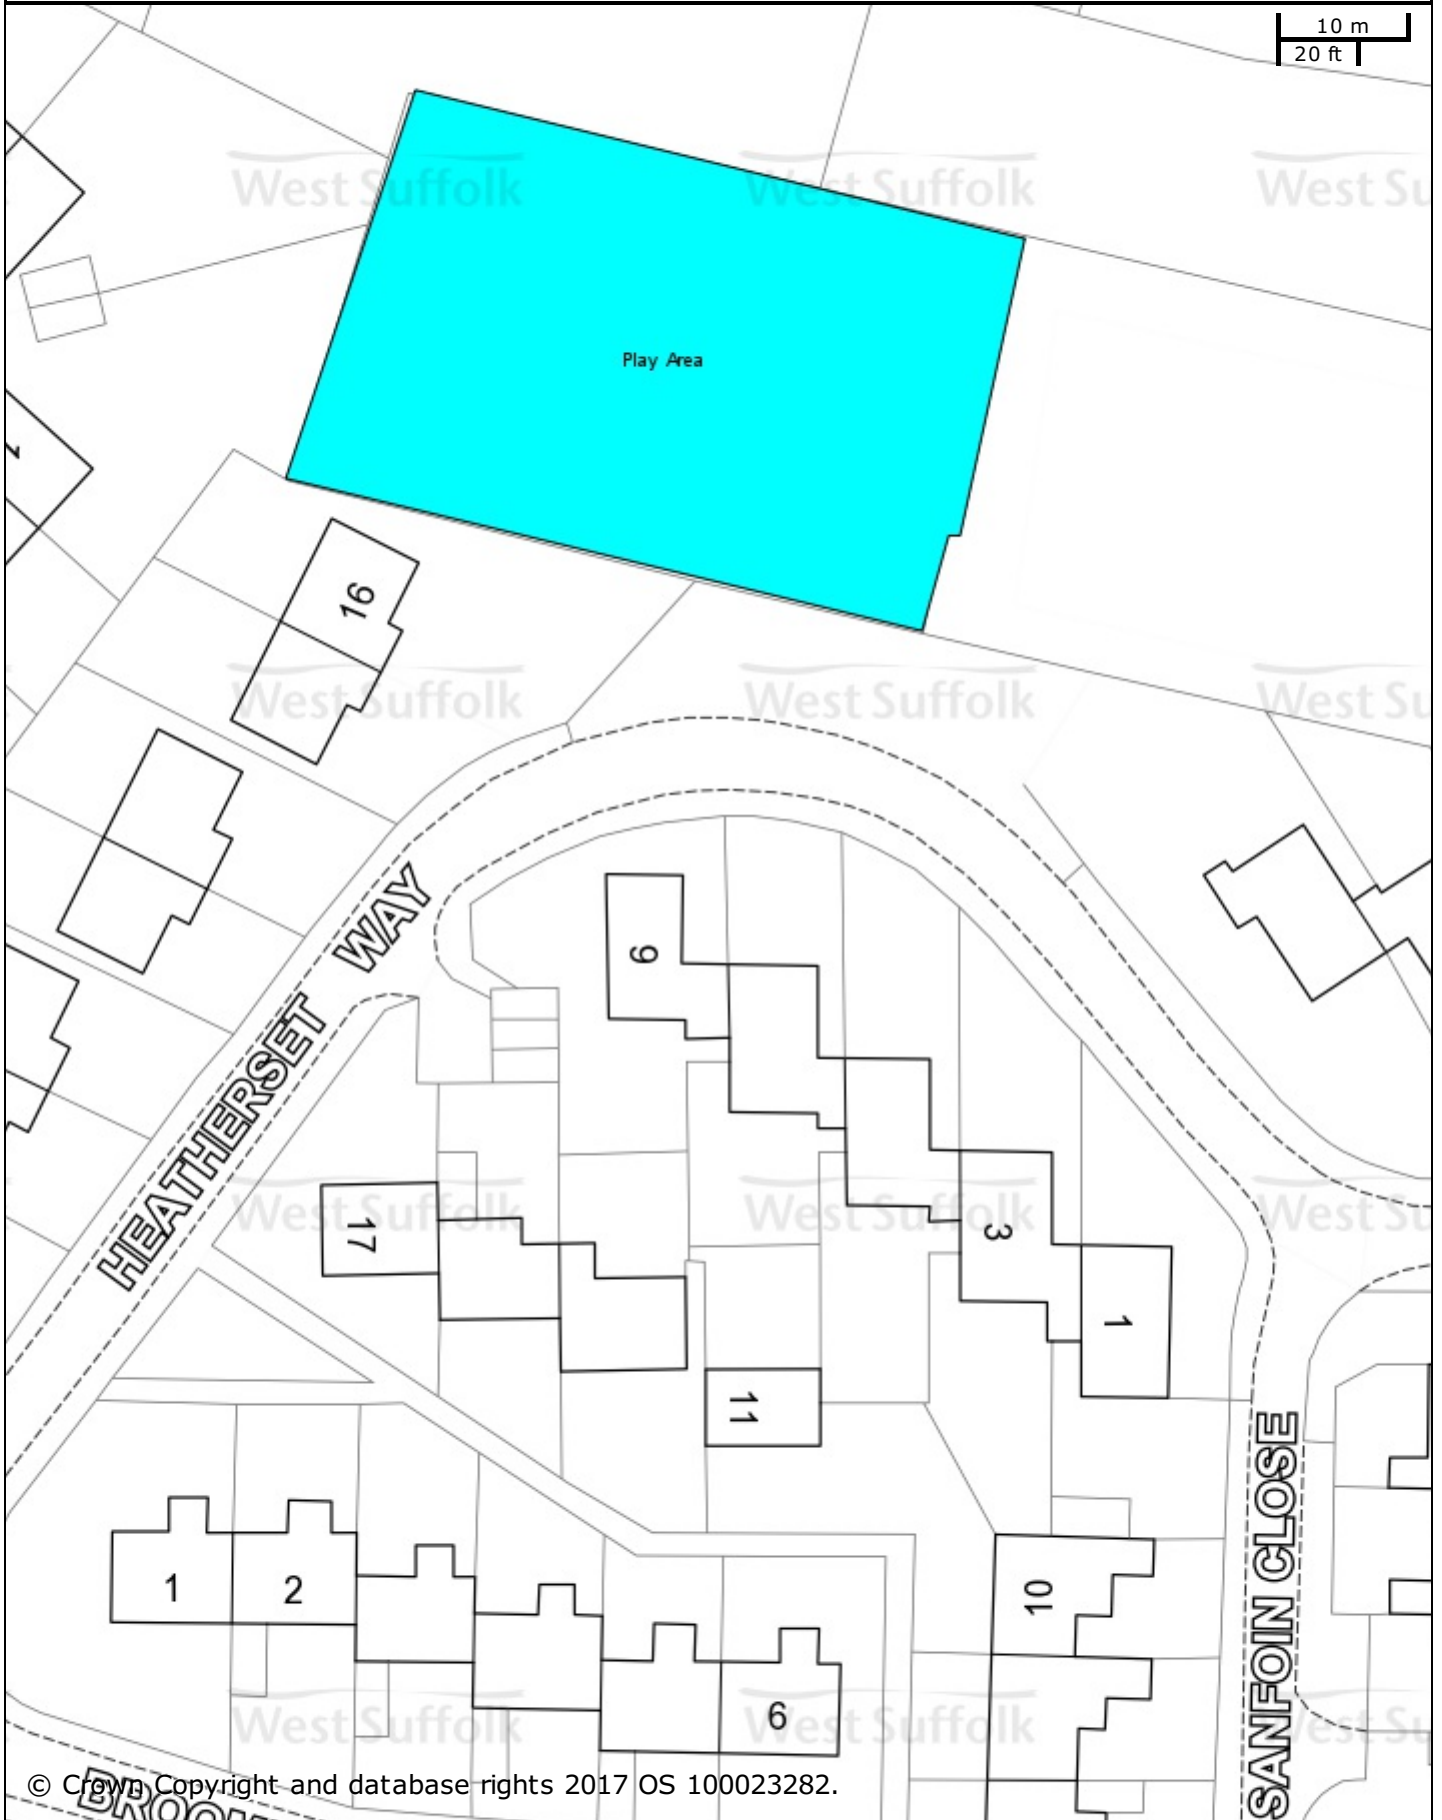 10 m
20 ft
West Suffolk
West Suffolk
West Su
Play Area
1
16
West Suffolk
West Suffolk
West Su
HEATHERSET WAY
9
West Suffolk
West Suffolk
West Su
17
3
1
11
SANFOIN CLOSE
1
2
10
6
West Suffolk
West Suffolk
West Su
© Crown Copyright and database rights 2017 OS 100023282.